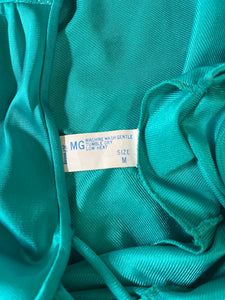 MG MACHINE WASH GENTLE
TUMBLE DRY
LOW HEAT
SIZE
M